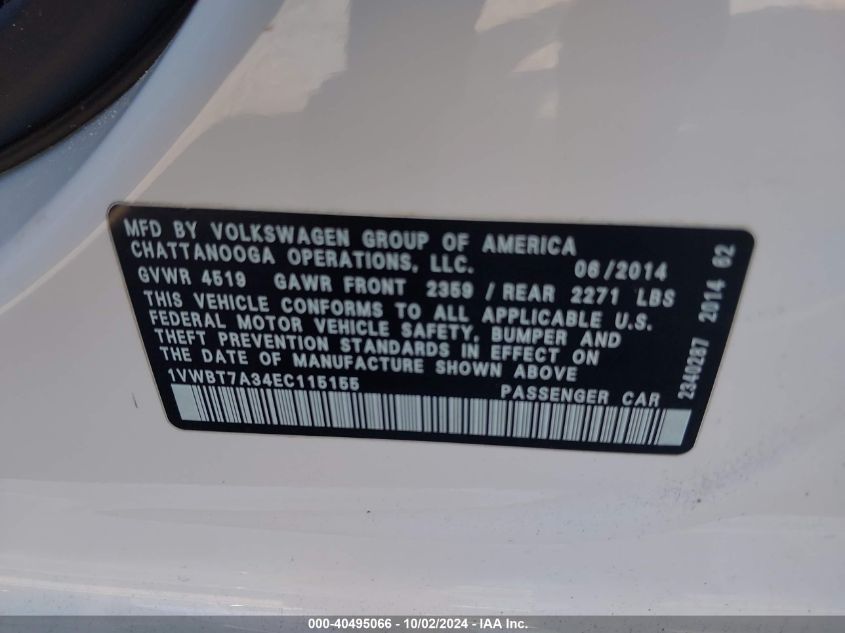 MFD BY VOLKSWAGEN GROUP OF AMERICA
CHATTANOOGA OPERATIONS, LLC. 06/2014
GVWR 4519 GAWR FRONT 2359 / REAR 2271 LBS
THIS VEHICLE CONFORMS TO ALL APPLICABLE U.S.
FEDERAL MOTOR VEHICLE SAFETY, BUMPER AND
THEFT PREVENTION STANDARDS IN EFFECT ON
THE DATE OF MANUFACTURE SHOWN ABOVE
1VWBT7A34EC115155 PASSENGER CAR
2340287 2014 62
000-40495066 - 10/02/2024 - IAA Inc.